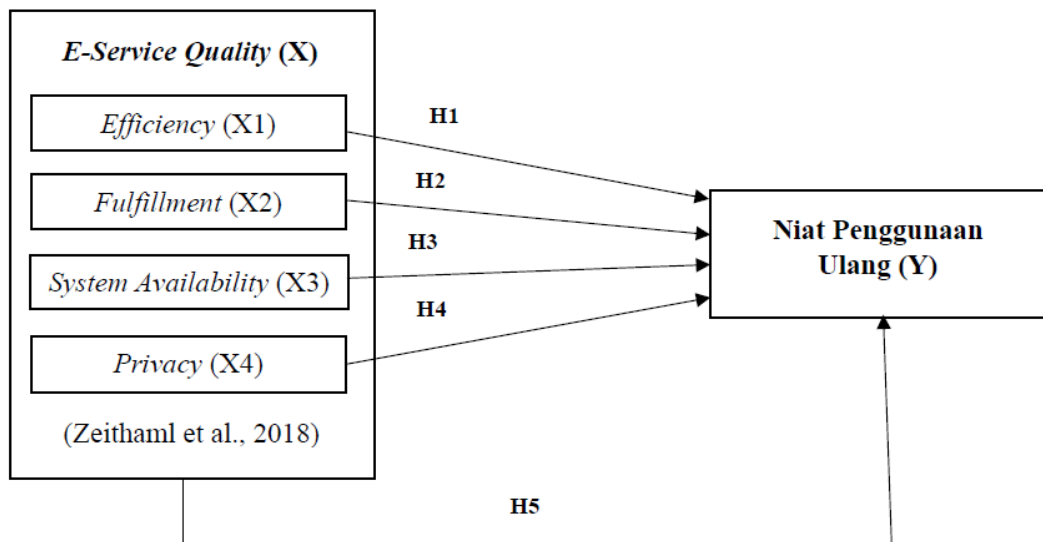 E-Service Quality (X)
Efficiency (X1)
Fulfillment (X2)
System Availability (X3)
Privacy (X4)
(Zeithaml et al., 2018)
H1
H2
H3
H4
Niat Penggunaan
Ulang (Y)
H5